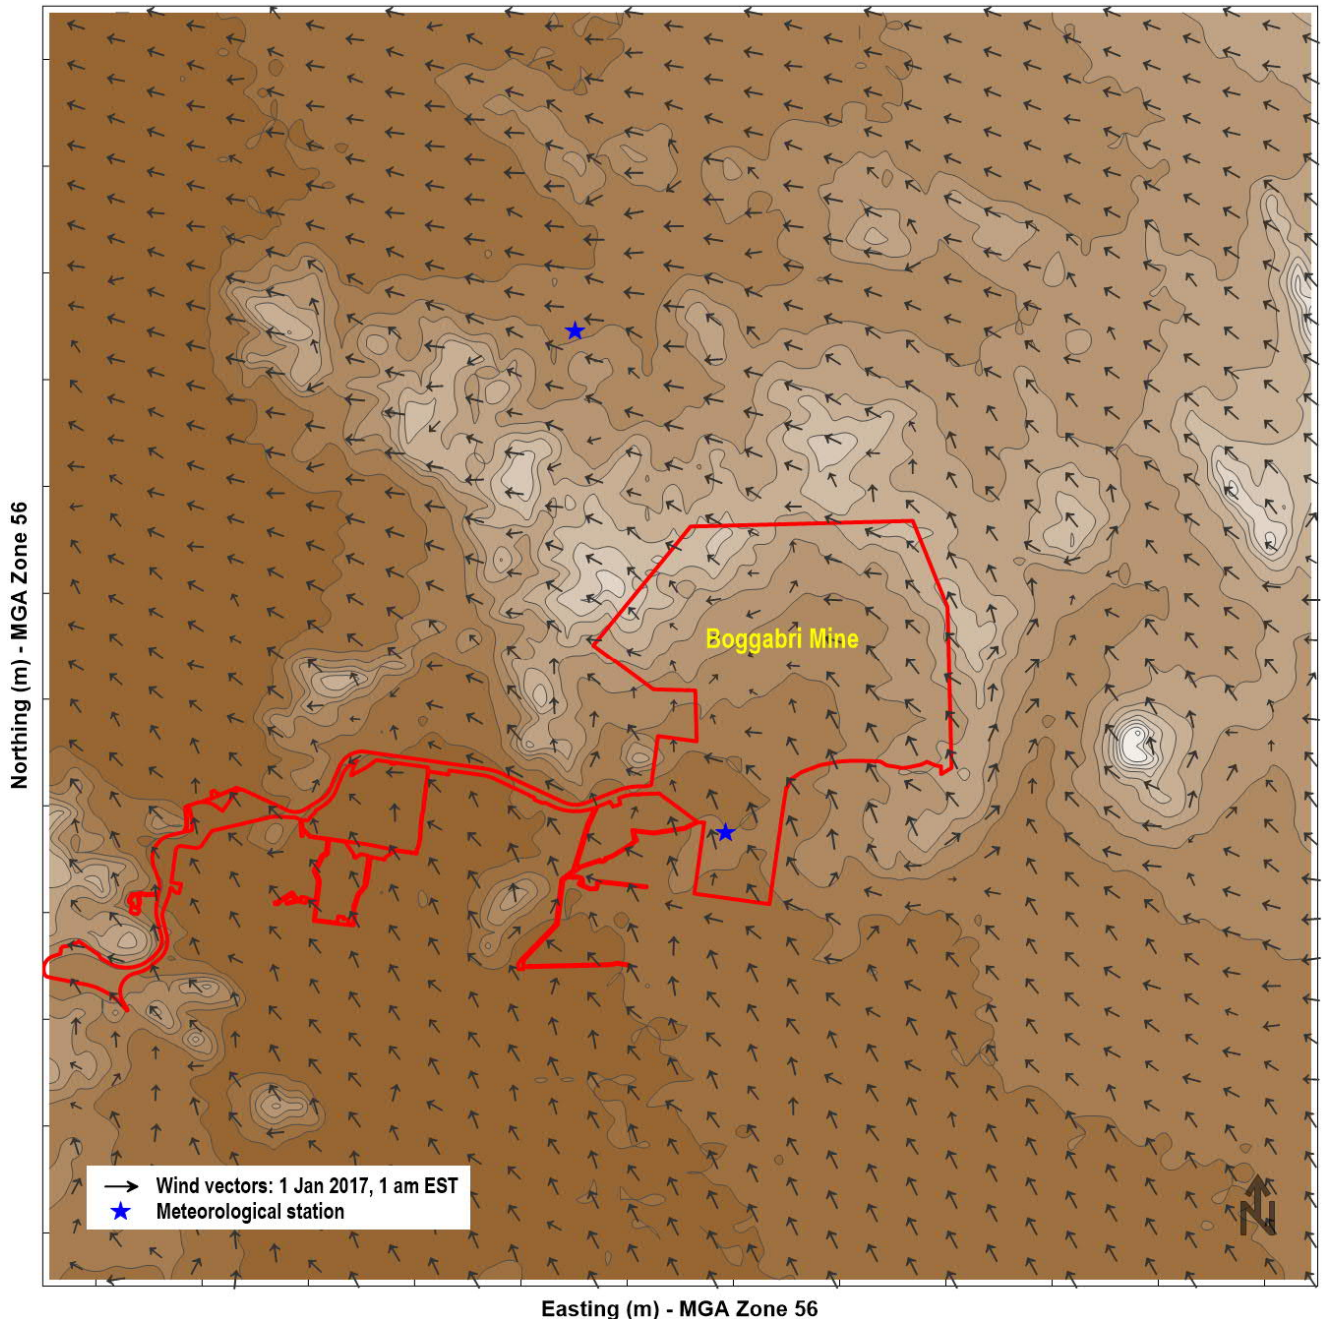 Northing (m) - MGA Zone 56
Boggabri Mine
Wind vectors: 1 Jan 2017, 1 am EST
Meteorological station
N
Easting (m) - MGA Zone 56